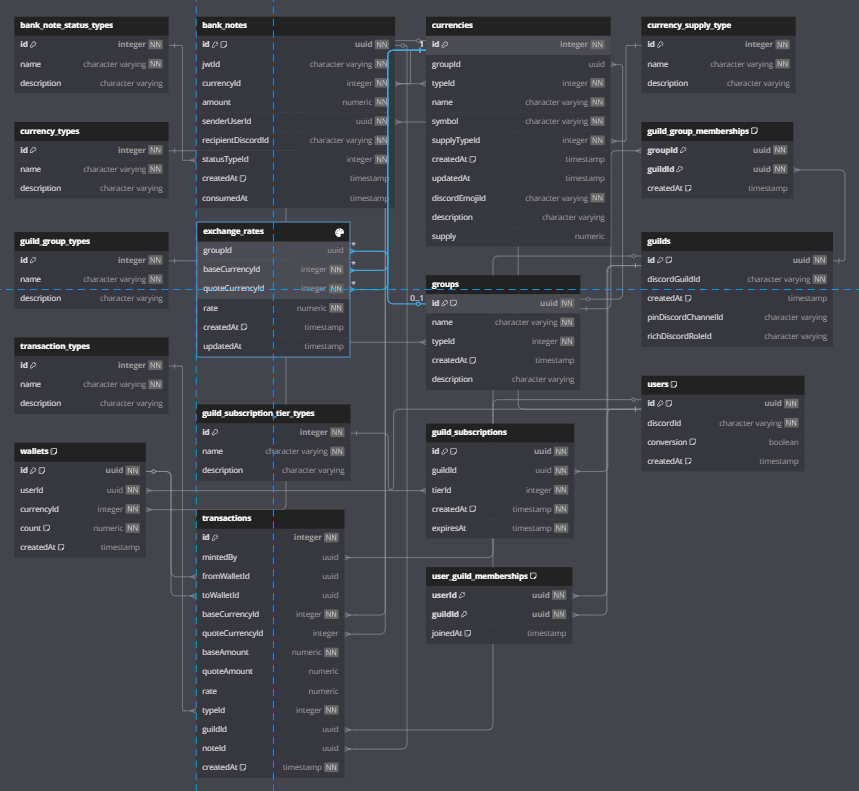 bank_note_status_types
id integer NN
name character varying NN
description character varying
currency_types
id integer NN
name character varying NN
description character varying
guild_group_types
id integer NN
name character varying NN
description character varying
transaction_types
id integer NN
name character varying NN
description character varying
wallets
id uuid NN
userId uuid NN
currencyId integer NN
count numeric NN
createdAt timestamp
bank_notes
id uuid NN
jwtId character varying NN
currencyId integer NN
amount numeric NN
senderUserId uuid NN
recipientDiscordId character varying NN
statusTypeId integer NN
createdAt timestamp
consumedAt timestamp
exchange_rates
groupId uuid
baseCurrencyId integer NN
quoteCurrencyId integer NN
rate numeric NN
createdAt timestamp
updatedAt timestamp
*
*
*
1
0..1
guild_subscription_tier_types
id integer NN
name character varying NN
description character varying
transactions
id integer NN
mintedBy uuid
fromWalletId uuid
toWalletId uuid
baseCurrencyId integer NN
quoteCurrencyId integer
baseAmount numeric NN
quoteAmount numeric
rate numeric
typeId integer NN
guildId uuid
noteId uuid
createdAt timestamp NN
currencies
id integer NN
groupId uuid
typeId integer NN
name character varying NN
symbol character varying NN
supplyTypeId integer NN
createdAt timestamp
updatedAt timestamp
discordEmojiId character varying NN
description character varying
supply numeric
groups
id uuid NN
name character varying NN
typeId integer NN
createdAt timestamp
description character varying
guild_subscriptions
id uuid NN
guildId uuid NN
tierId integer NN
createdAt timestamp NN
expiresAt timestamp NN
user_guild_memberships
userId uuid NN
guildId uuid NN
joinedAt timestamp
currency_supply_type
id integer NN
name character varying NN
description character varying
guild_group_memberships
groupId uuid NN
guildId uuid NN
createdAt timestamp
guilds
id uuid NN
discordGuildId character varying NN
createdAt timestamp
pinDiscordChannelId character varying
richDiscordRoleId character varying
users
id uuid NN
discordId character varying NN
conversion boolean
createdAt timestamp